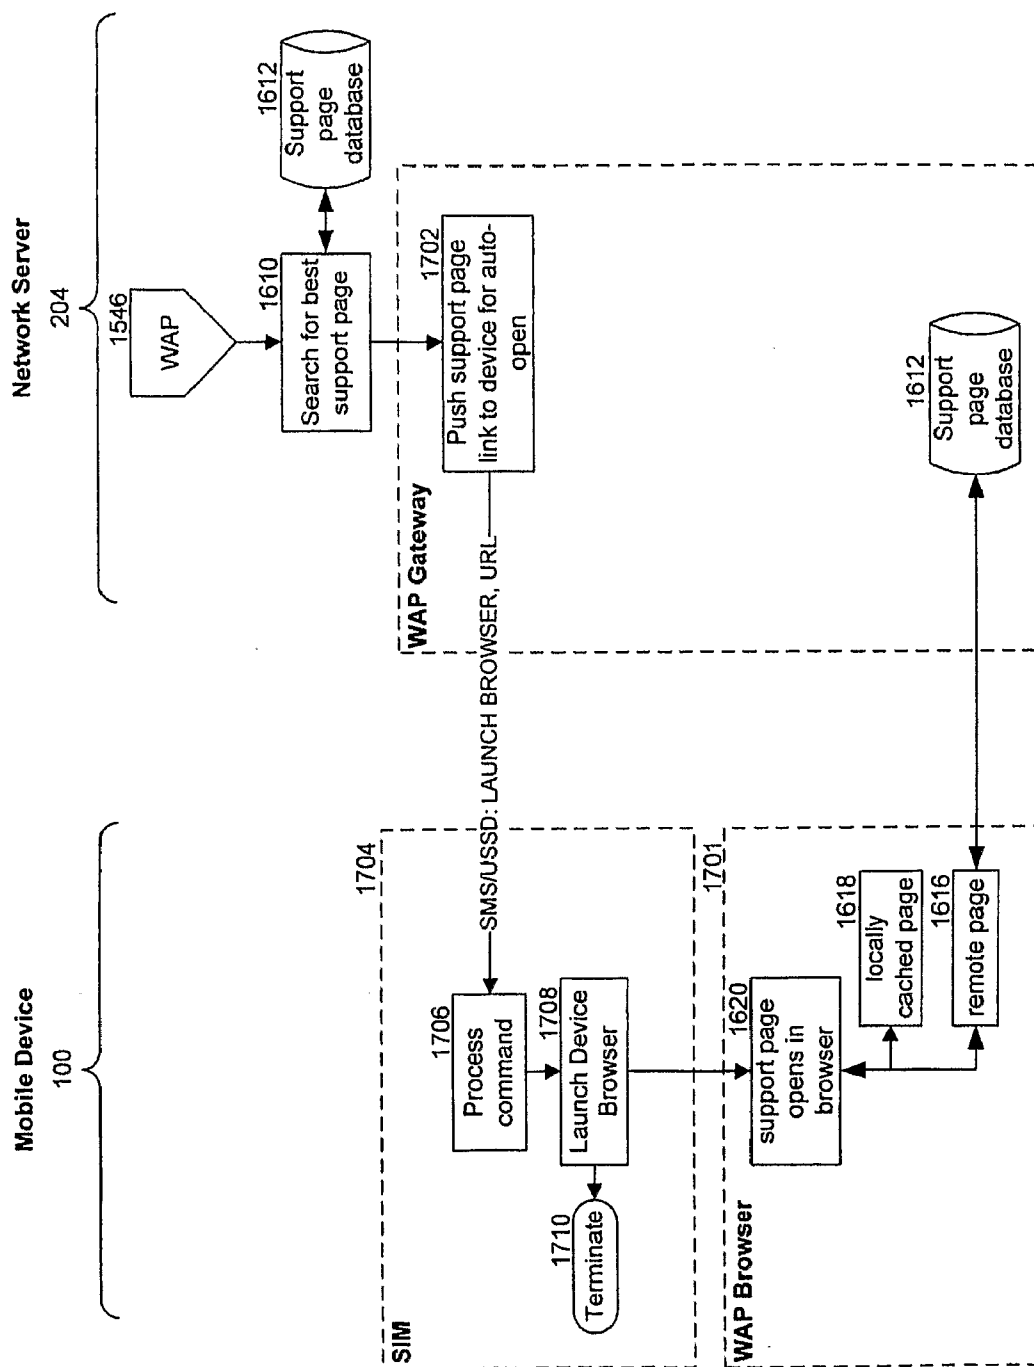 Mobile Device
100
Network Server
204
1546
WAP
1610
Search for best
support page
1612
Support
page
database
WAP Gateway
1702
Push support page
link to device for auto-
open
SMS/USSD: LAUNCH BROWSER, URL
SIM
1704
1706
Process
command
1708
Launch Device
Browser
1710
Terminate
WAP Browser
1701
1620
support page
opens in
browser
1618
locally
cached page
1616
remote page
1612
Support
page
database